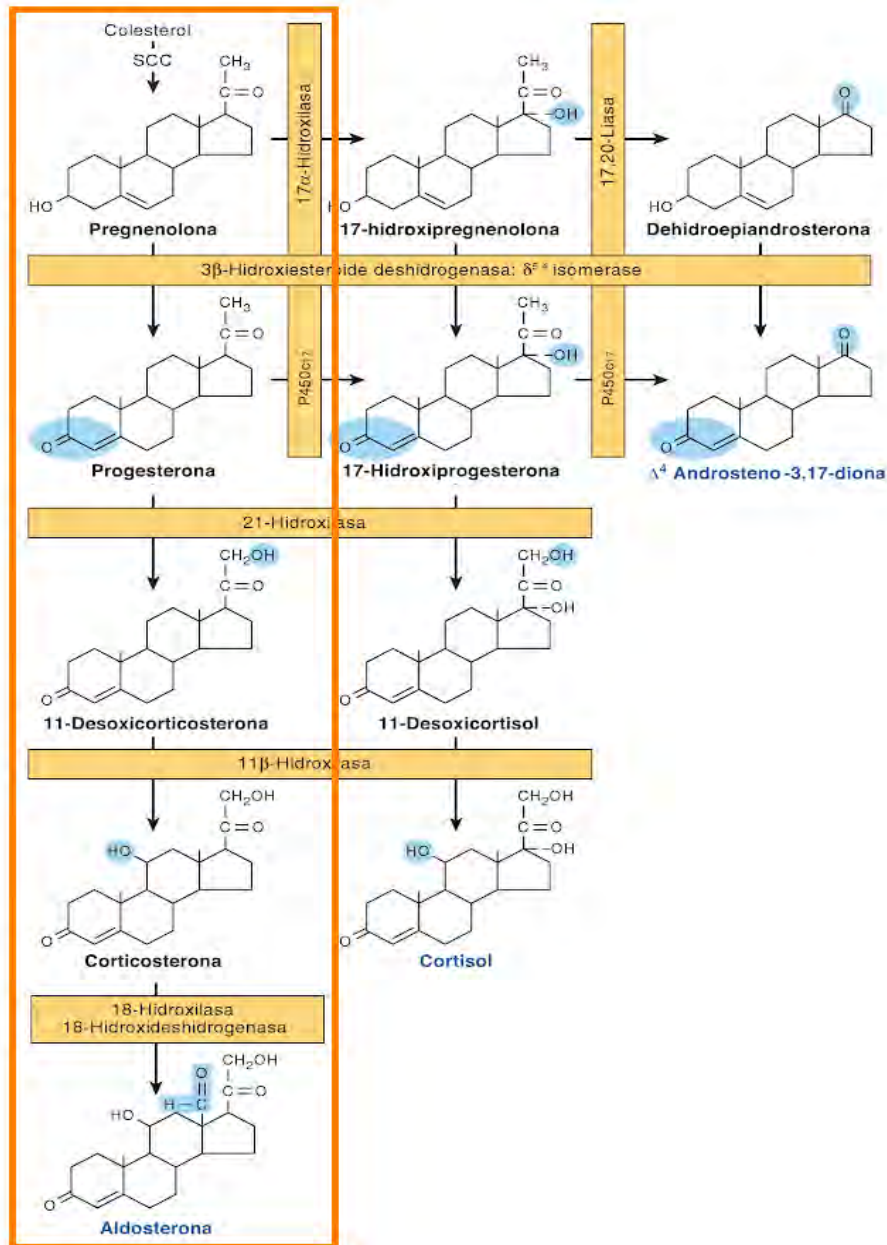 Colesterol
SCC
CH3
C=O
HO
Pregnenolona
17α-Hidroxilasa
CH3
C=O
OH
HO
17-hidroxipregnenolona
17,20-Liasa
O
HO
Dehidroepiandrosterona
3β-Hidroxiesteroide deshidrogenasa: δ5,4 isomerase
CH3
C=O
O
Progesterona
P450c17
CH3
C=O
OH
O
17-Hidroxiprogesterona
P450c17
O
O
Δ4 Androsteno-3,17-diona
21-Hidroxilasa
CH2OH
C=O
O
11-Desoxicorticosterona
CH2OH
C=O
OH
O
11-Desoxicortisol
11β-Hidroxilasa
CH2OH
C=O
HO
O
Corticosterona
CH2OH
C=O
OH
HO
O
Cortisol
18-Hidroxilasa
18-Hidroxideshidrogenasa
O
CH2OH
H-C
C=O
HO
O
Aldosterona